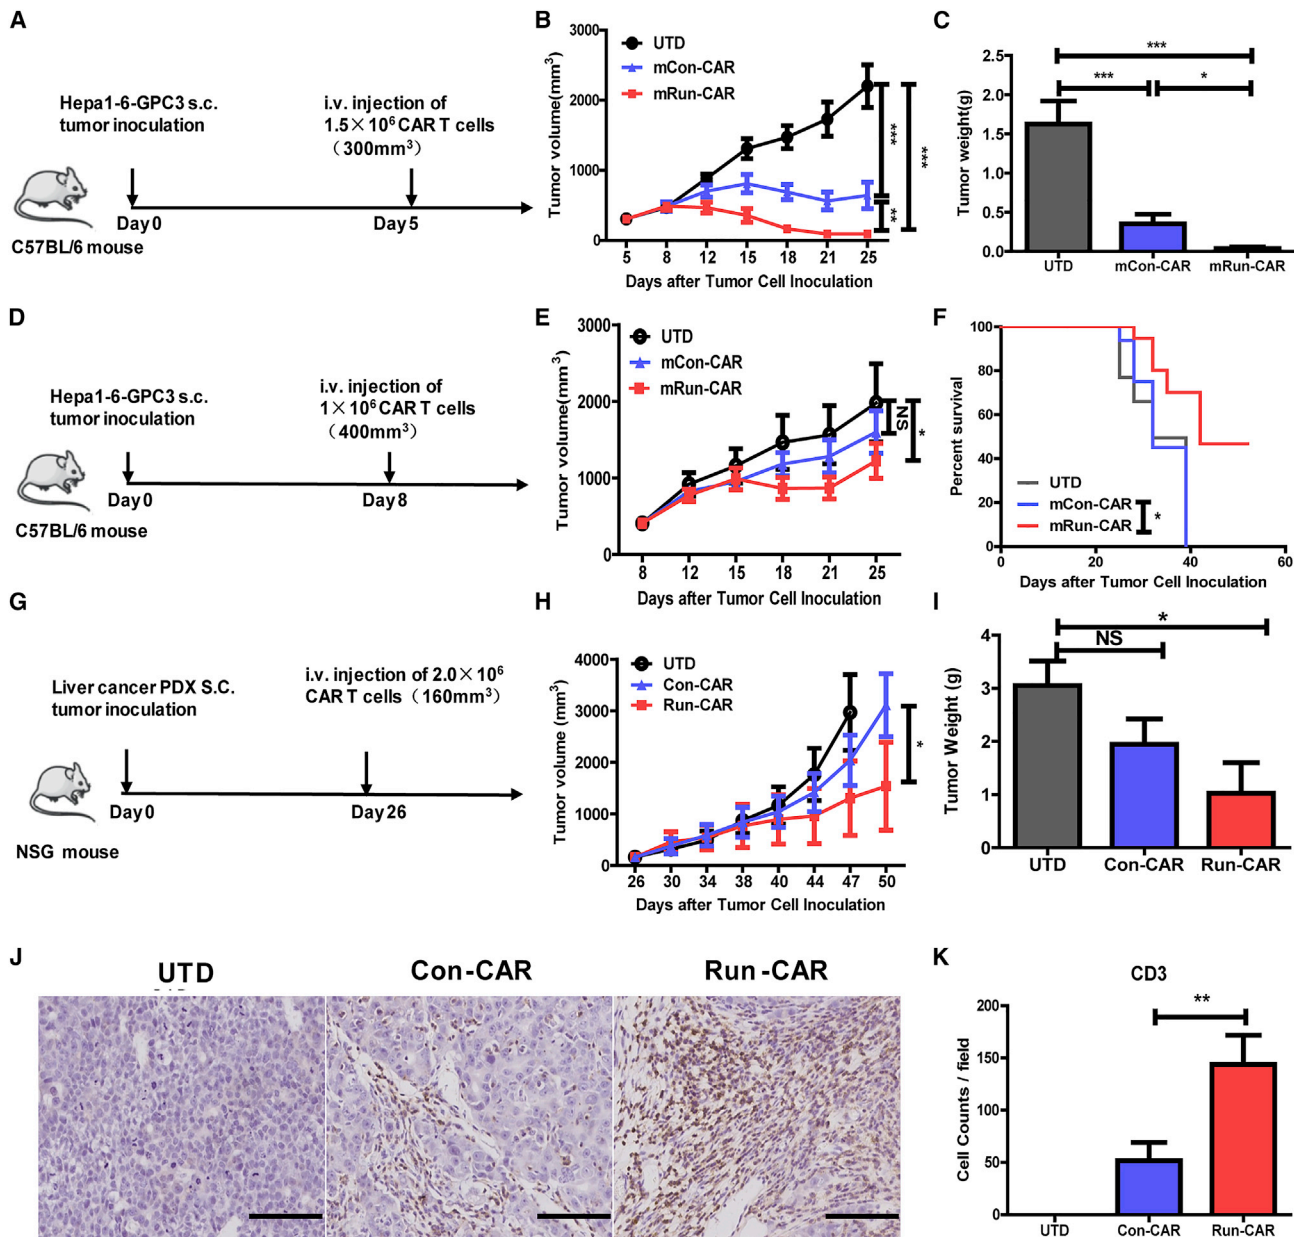 A
Hepa1-6-GPC3 s.c.
tumor inoculation
i.v. injection of
1.5×10⁶ CAR T cells
（300mm³）
Day 0
Day 5
C57BL/6 mouse
B
Tumor volume(mm³)
3000
2000
1000
0
UTD
mCon-CAR
mRun-CAR
***
**
***
5 8 12 15 18 21 25
Days after Tumor Cell Inoculation
C
Tumor weight(g)
2.5
2.0
1.5
1.0
0.5
0.0
***
*** *
UTD mCon-CAR mRun-CAR
D
Hepa1-6-GPC3 s.c.
tumor inoculation
i.v. injection of
1×10⁶ CAR T cells
（400mm³）
Day 0
Day 8
C57BL/6 mouse
E
Tumor volume(mm³)
3000
2000
1000
0
UTD
mCon-CAR
mRun-CAR
NS
*
8 12 15 18 21 25
Days after Tumor Cell Inoculation
F
Percent survival
100
80
60
40
20
0
UTD
mCon-CAR
mRun-CAR
*
0 20 40 60
Days after Tumor Cell Inoculation
G
Liver cancer PDX S.C.
tumor inoculation
i.v. injection of 2.0×10⁶
CAR T cells（160mm³）
Day 0
Day 26
NSG mouse
H
Tumor volume (mm³)
4000
3000
2000
1000
0
UTD
Con-CAR
Run-CAR
*
26 30 34 38 40 44 47 50
Days after Tumor Cell Inoculation
I
Tumor Weight (g)
4
3
2
1
0
*
NS
UTD Con-CAR Run-CAR
J
UTD Con-CAR Run-CAR
K
CD3
Cell Counts / field
200
150
100
50
0
**
UTD Con-CAR Run-CAR